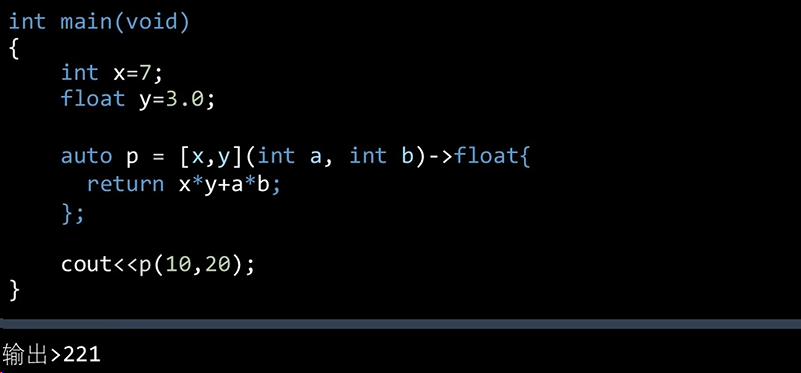 int main(void)
{
    int x=7;
    float y=3.0;
    auto p = [x,y](int a, int b)->float{
      return x*y+a*b;
    };
    cout<<p(10,20);
}
输出>221